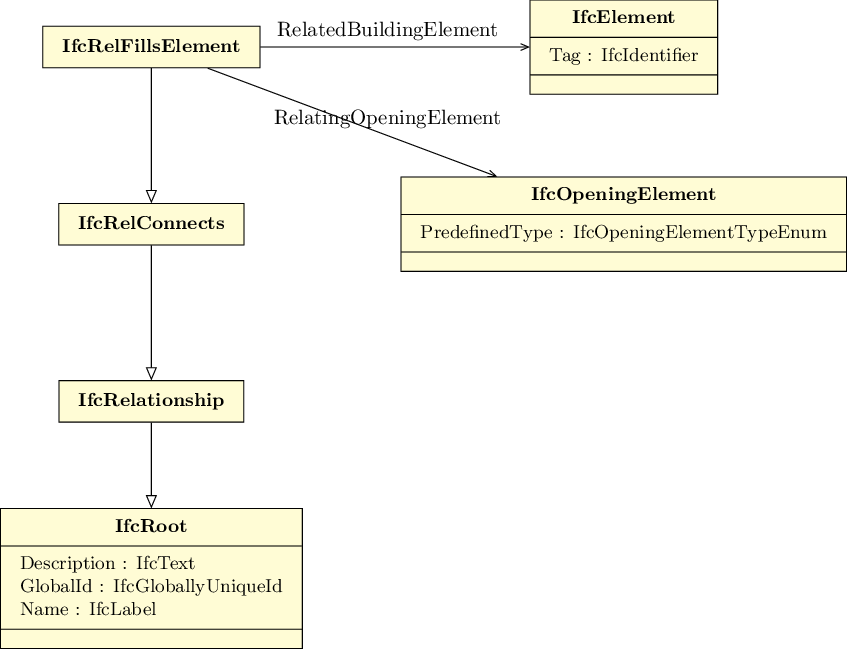 IfcRelFillsElement
RelatedBuildingElement
IfcElement
Tag : IfcIdentifier
RelatingOpeningElement
IfcOpeningElement
PredefinedType : IfcOpeningElementTypeEnum
IfcRelConnects
IfcRelationship
IfcRoot
Description : IfcText
GlobalId : IfcGloballyUniqueId
Name : IfcLabel